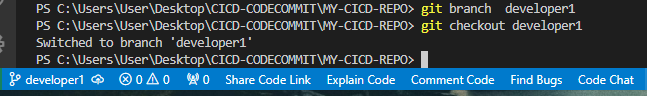 PS C:\Users\User\Desktop\CICD-CODECOMMIT\MY-CICD-REPO> git branch  developer1
PS C:\Users\User\Desktop\CICD-CODECOMMIT\MY-CICD-REPO> git checkout developer1
Switched to branch 'developer1'
PS C:\Users\User\Desktop\CICD-CODECOMMIT\MY-CICD-REPO>
developer1 0 0 0 Share Code Link Explain Code Comment Code Find Bugs Code Chat